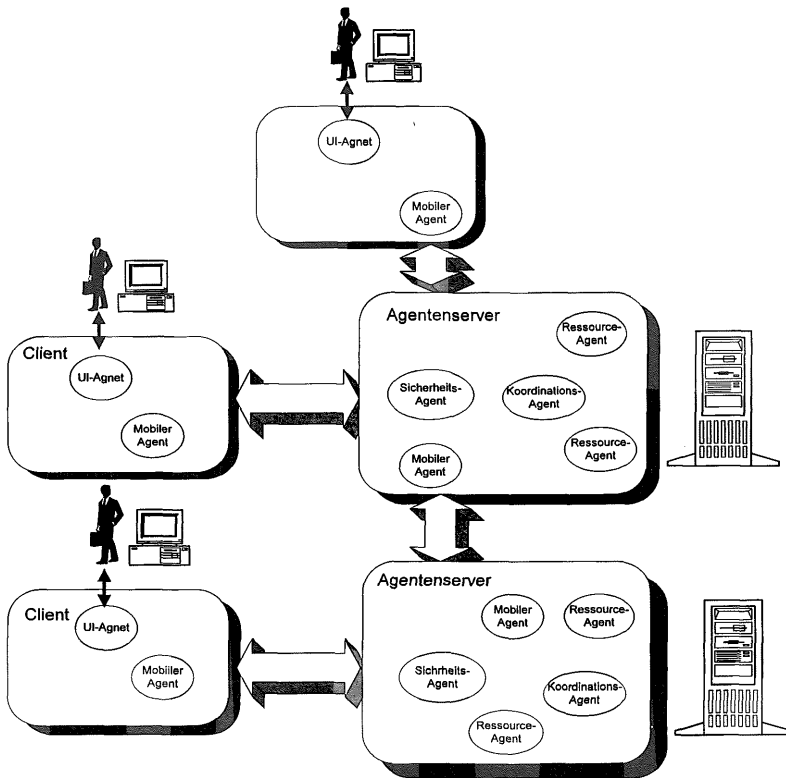 UI-Agnet
Mobiler
Agent
Agentenserver
Ressource-
Agent
Sicherheits-
Agent
Koordinations-
Agent
Mobiler
Agent
Ressource-
Agent
Client
UI-Agnet
Mobiler
Agent
Agentenserver
Mobiler
Agent
Ressource-
Agent
Sichrheits-
Agent
Koordinations-
Agent
Ressource-
Agent
Client
UI-Agnet
Mobiiler
Agent